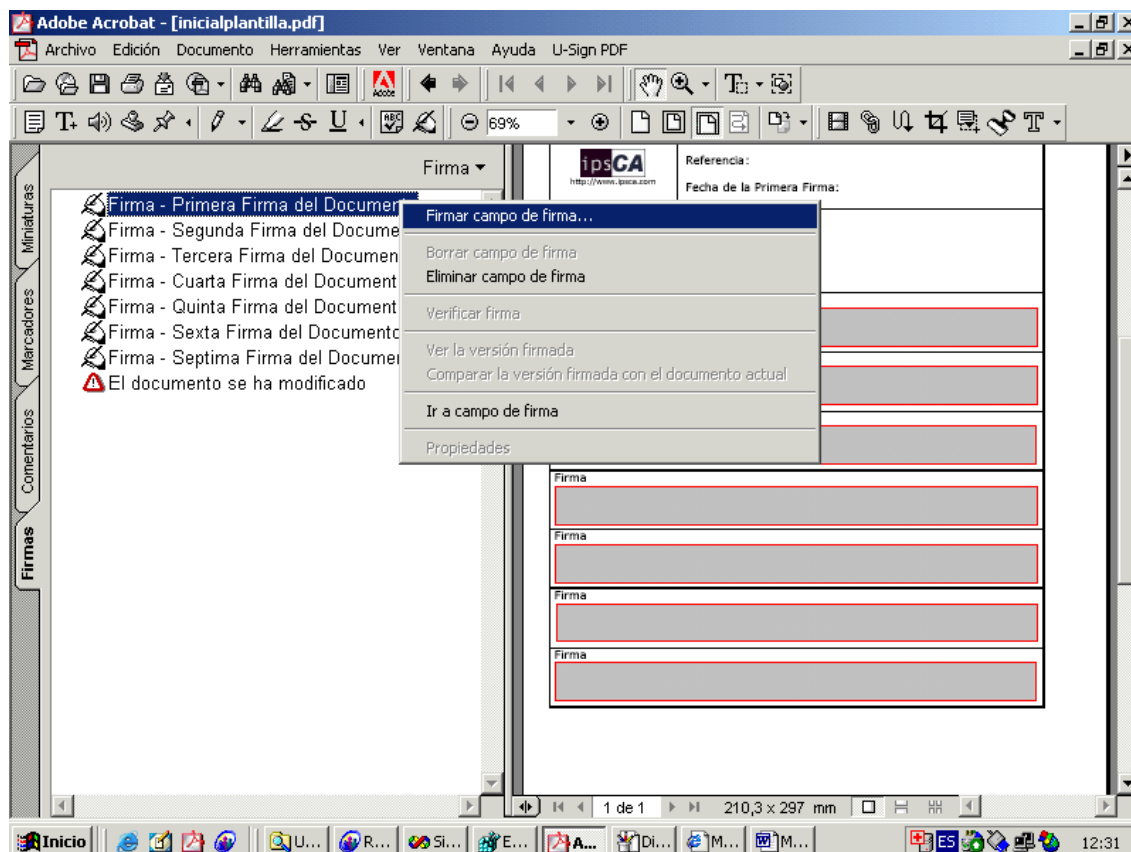 Adobe Acrobat - [inicialplantilla.pdf]
Archivo Edición Documento Herramientas Ver Ventana Ayuda U-Sign PDF
Adobe
69%
Firma
Miniaturas
Marcadores
Comentarios
Firmas
Firma - Primera Firma del Document
Firma - Segunda Firma del Docume
Firma - Tercera Firma del Documen
Firma - Cuarta Firma del Document
Firma - Quinta Firma del Document
Firma - Sexta Firma del Documento
Firma - Septima Firma del Documen
El documento se ha modificado
Firmar campo de firma...
Borrar campo de firma
Eliminar campo de firma
Verificar firma
Ver la versión firmada
Comparar la versión firmada con el documento actual
Ir a campo de firma
Propiedades
ipsCA
http://www.ipsca.com
Referencia:
Fecha de la Primera Firma:
Firma
Firma
Firma
Firma
1 de 1 210,3 x 297 mm
Inicio U... R... Si... E... A... Di... M... M... ES 12:31